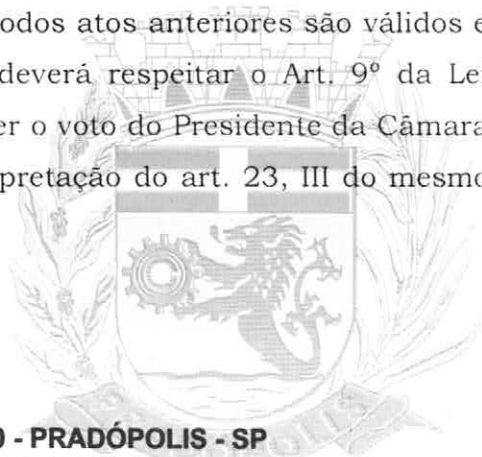 odos atos anteriores são válidos e
deverá respeitar o Art. 9º da Le
er o voto do Presidente da Câmara
pretação do art. 23, III do mesmo
- PRADÓPOLIS - SP